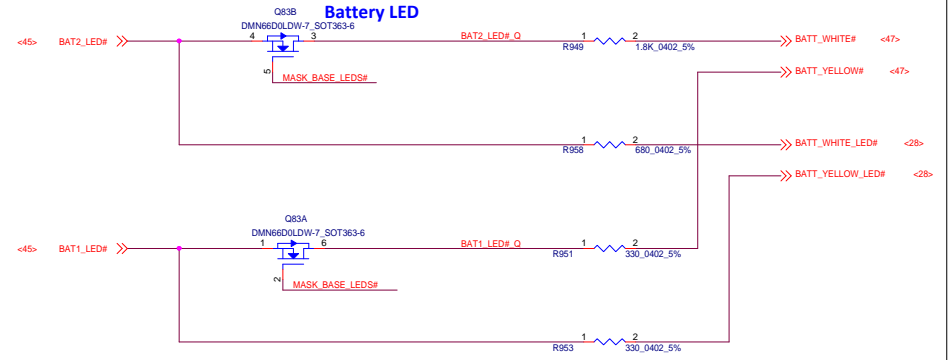 Battery LED
Q83B
DMN66D0LDW-7_SOT363-6
<45> BAT2_LED# 4 3 BAT2_LED#_Q 1 2 BATT_WHITE# <47>
R949 1.8K_0402_5%
5 MASK_BASE_LEDS#
BATT_YELLOW# <47>
1 2 BATT_WHITE_LED# <28>
R958 680_0402_5%
BATT_YELLOW_LED# <28>
Q83A
DMN66D0LDW-7_SOT363-6
<45> BAT1_LED# 1 6 BAT1_LED#_Q 1 2
R951 330_0402_5%
2 MASK_BASE_LEDS#
1 2
R953 330_0402_5%